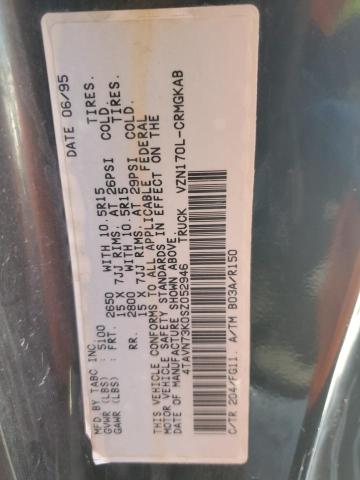 MFD BY TABC INC. DATE 06/95
GVWR (LBS) : 5100
GAWR (LBS) : FRT. 2650 WITH 10.5R15 TIRES.
15 X 7JJ RIMS. AT 26PSI COLD.
RR. 2800 WITH 10.5R15 TIRES.
15 X 7JJ RIMS. AT 29PSI COLD.
THIS VEHICLE CONFORMS TO ALL APPLICABLE FEDERAL
MOTOR VEHICLE SAFETY STANDARDS IN EFFECT ON THE
DATE OF MANUFACTURE SHOWN ABOVE.
4TAVN73K0SZ052946 TRUCK VZN170L-CRMGKAB
C/TR 204/FG11. A/TM B03A/R150